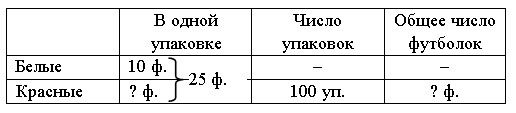 В одной упаковке Число упаковок Общее число футболок
Белые 10 ф. – –
25 ф.
Красные ? ф. 100 уп. ? ф.